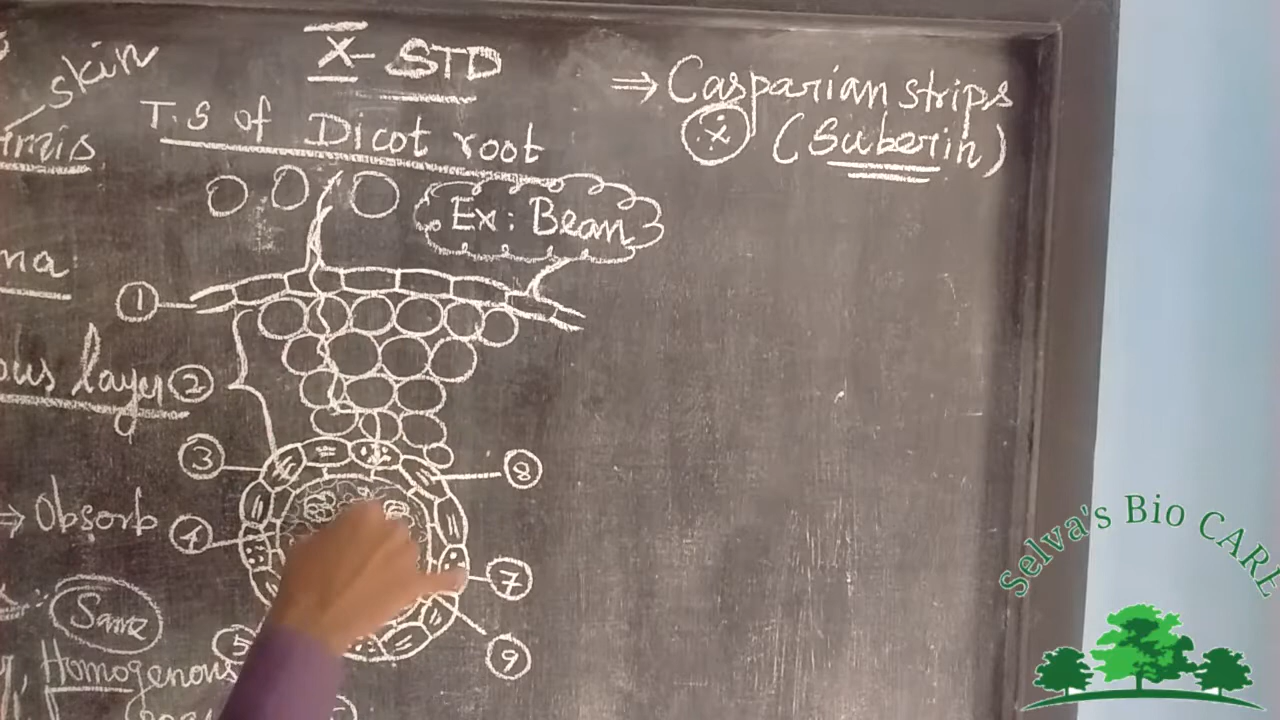 skin
X - STD
T.S of Dicot root
Ex: Bean
⇒ Casparian strips
(Suberin)
1
layer 2
3
8
⇒ Obsorb 4
7
Same
5
9
Homogenous
Selva's Bio CARE